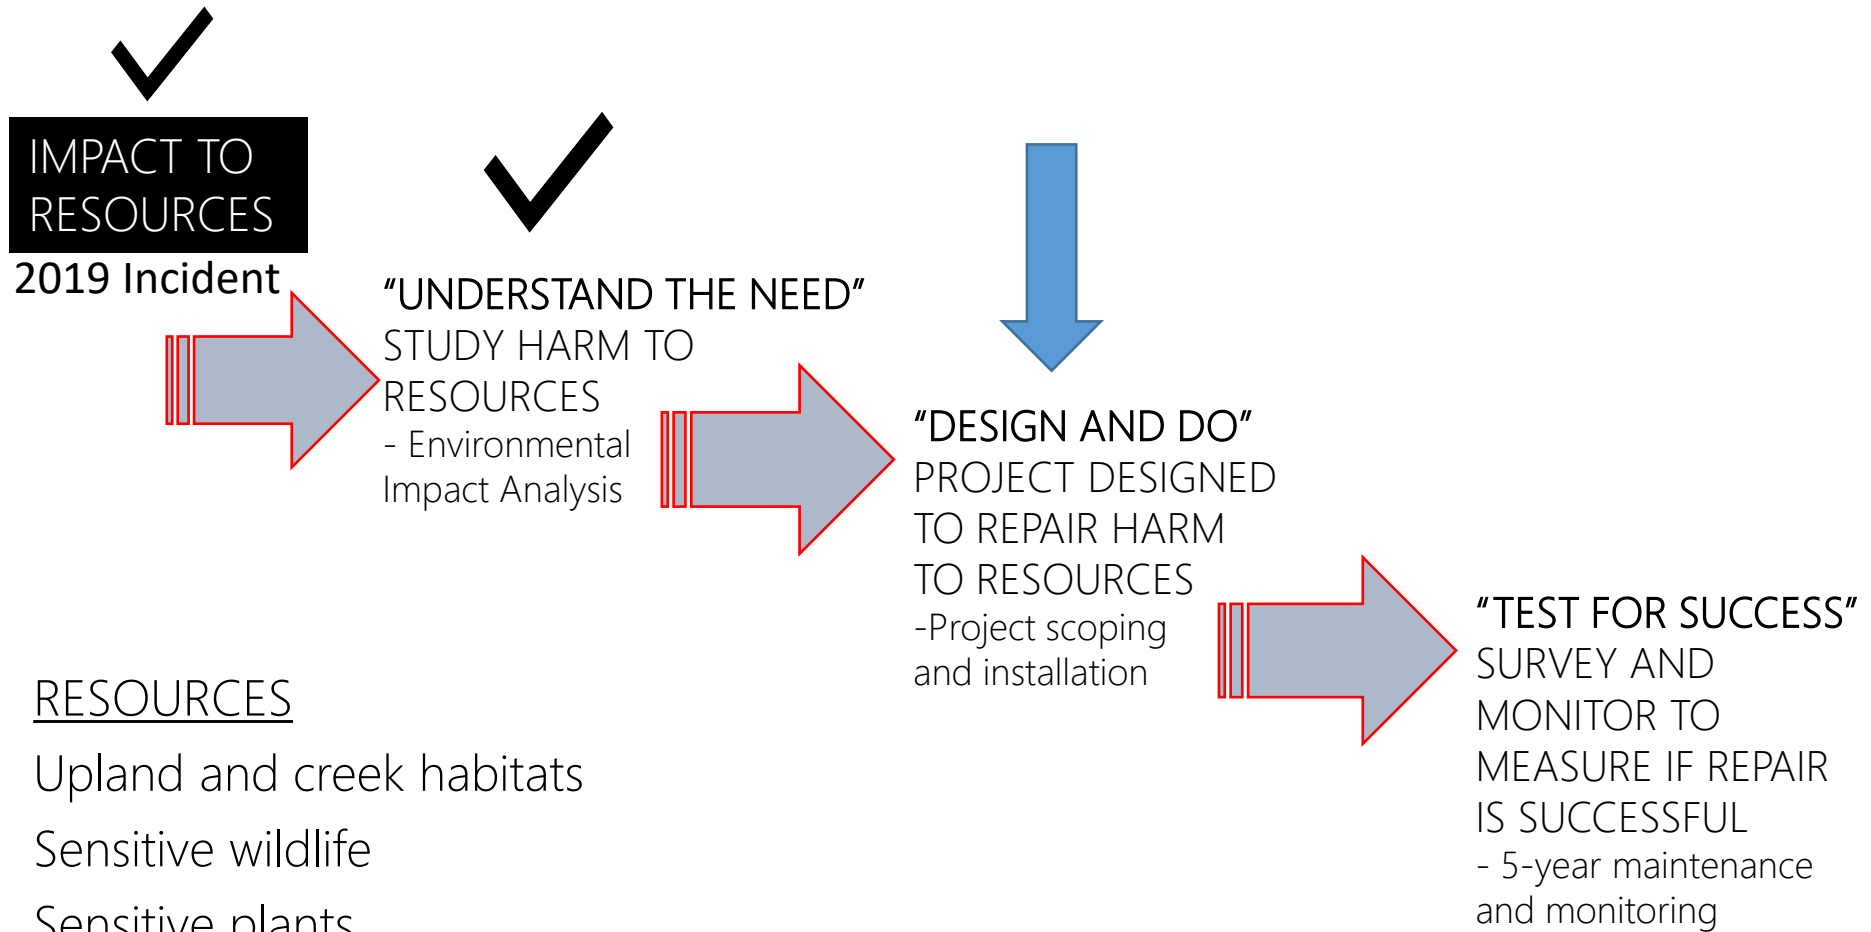 IMPACT TO
RESOURCES
2019 Incident
“UNDERSTAND THE NEED”
STUDY HARM TO
RESOURCES
- Environmental
Impact Analysis
“DESIGN AND DO”
PROJECT DESIGNED
TO REPAIR HARM
TO RESOURCES
-Project scoping
and installation
“TEST FOR SUCCESS”
SURVEY AND
MONITOR TO
MEASURE IF REPAIR
IS SUCCESSFUL
- 5-year maintenance
and monitoring
RESOURCES
Upland and creek habitats
Sensitive wildlife
Sensitive plants